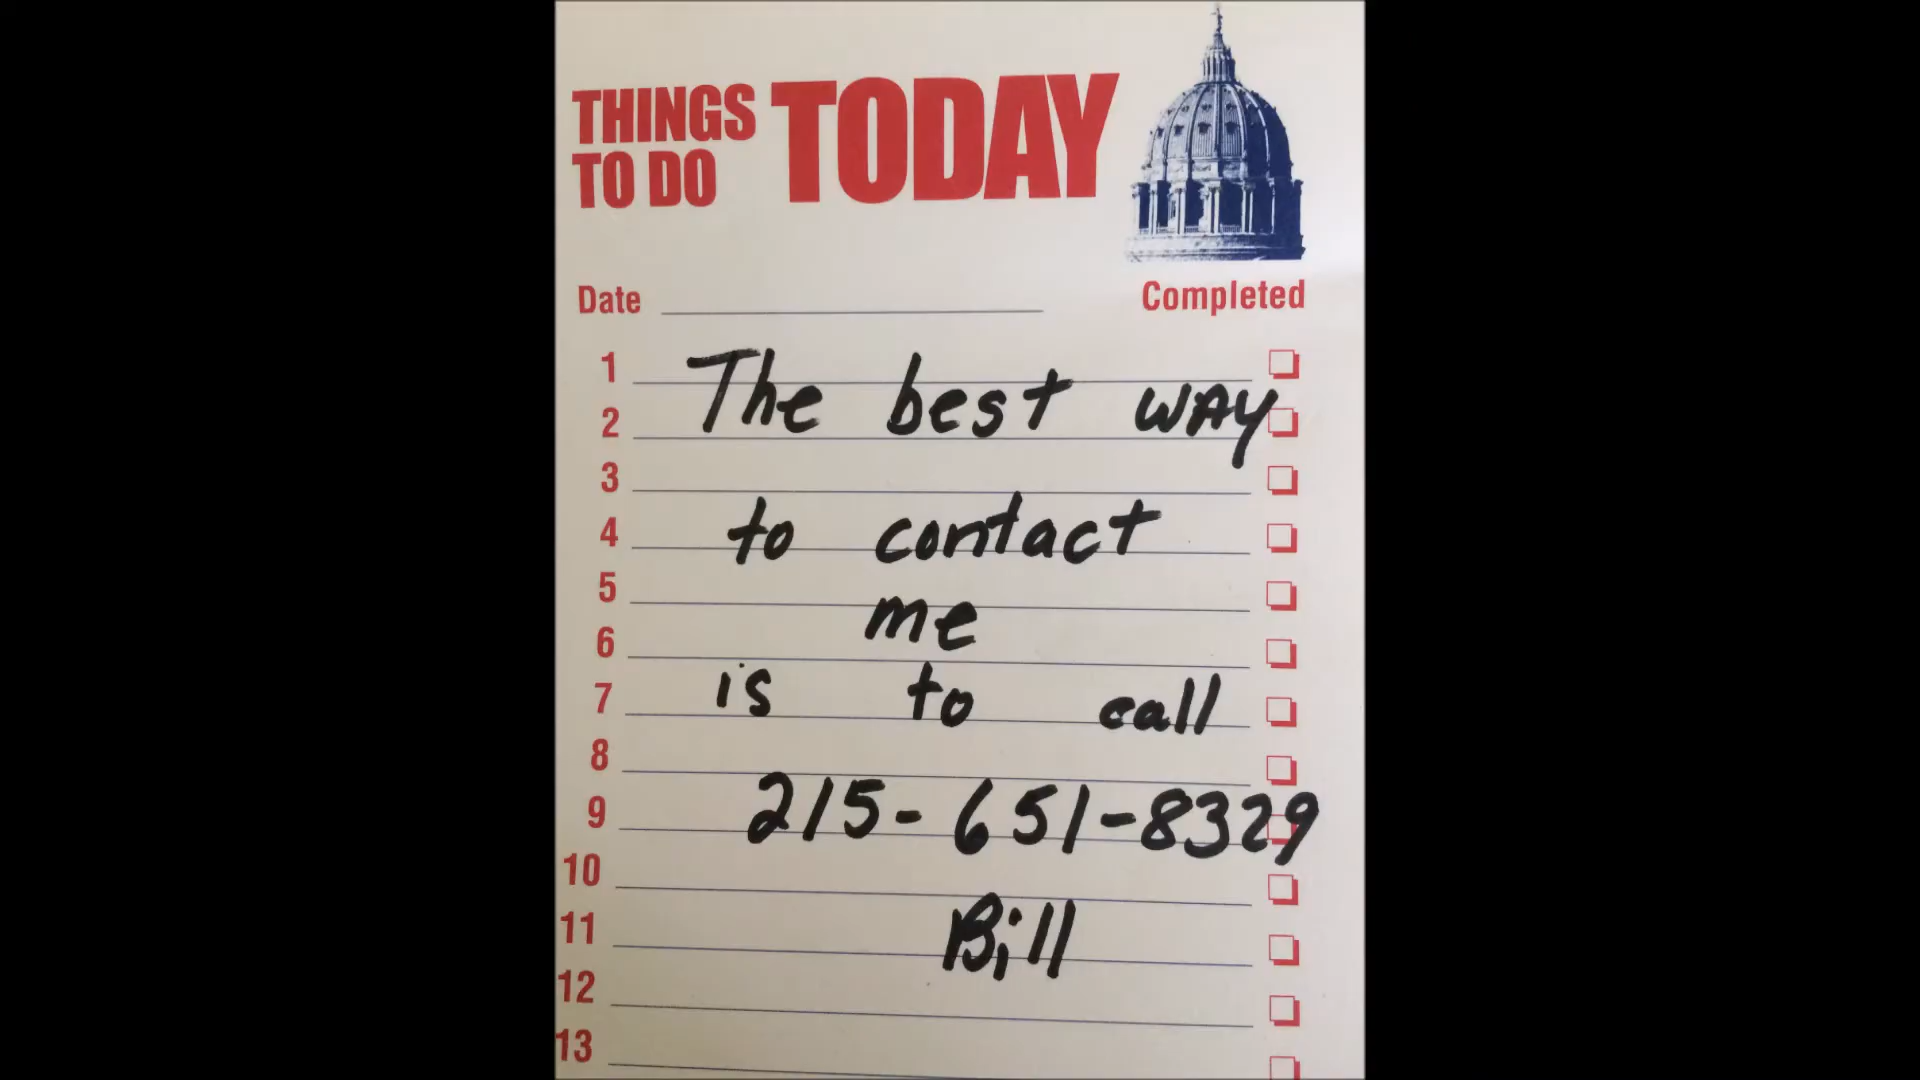 THINGS TO DO TODAY
Date Completed
1
The best way
2
3
to contact
4
5
me
6
is to call
7
8
215-651-8329
9
10
Bill
11
12
13